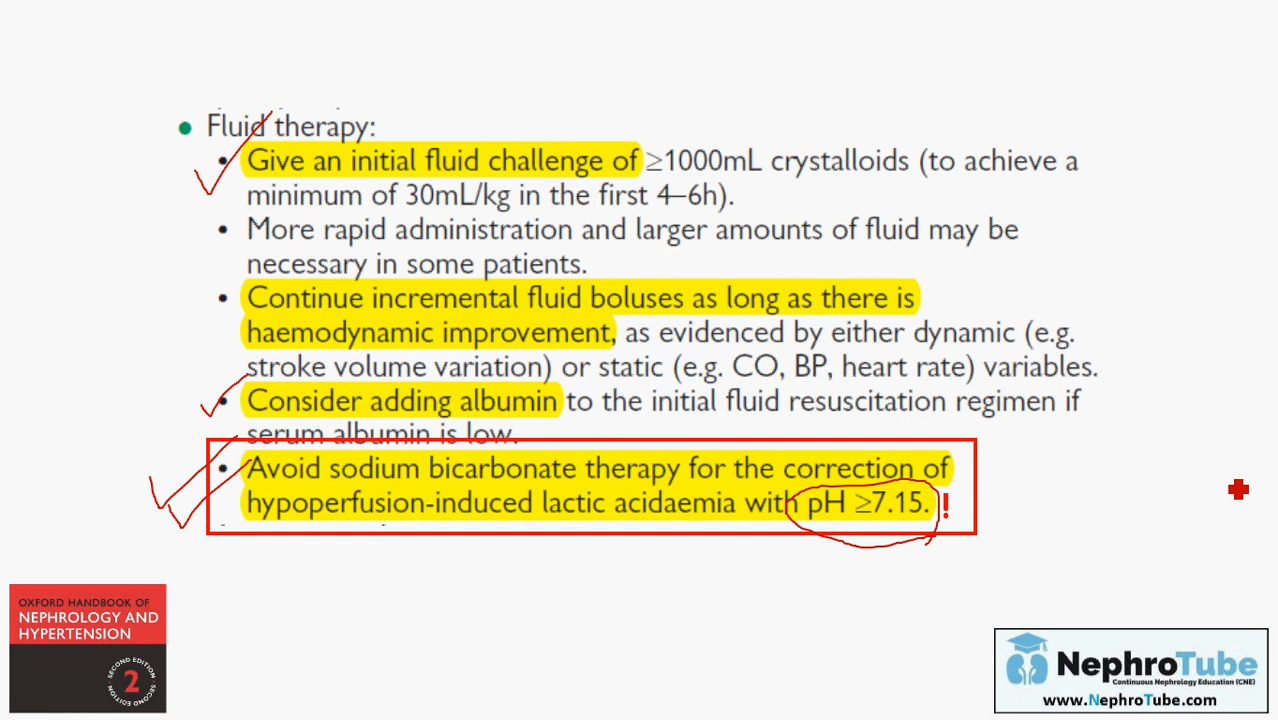 • Fluid therapy:
• Give an initial fluid challenge of ≥1000mL crystalloids (to achieve a
minimum of 30mL/kg in the first 4–6h).
• More rapid administration and larger amounts of fluid may be
necessary in some patients.
• Continue incremental fluid boluses as long as there is
haemodynamic improvement, as evidenced by either dynamic (e.g.
stroke volume variation) or static (e.g. CO, BP, heart rate) variables.
• Consider adding albumin to the initial fluid resuscitation regimen if
serum albumin is low.
• Avoid sodium bicarbonate therapy for the correction of
hypoperfusion-induced lactic acidaemia with pH ≥7.15. !
OXFORD HANDBOOK OF
NEPHROLOGY AND
HYPERTENSION
SECOND EDITION · SECOND EDITION ·
2
NephroTube
Continuous Nephrology Education (CNE)
www.NephroTube.com